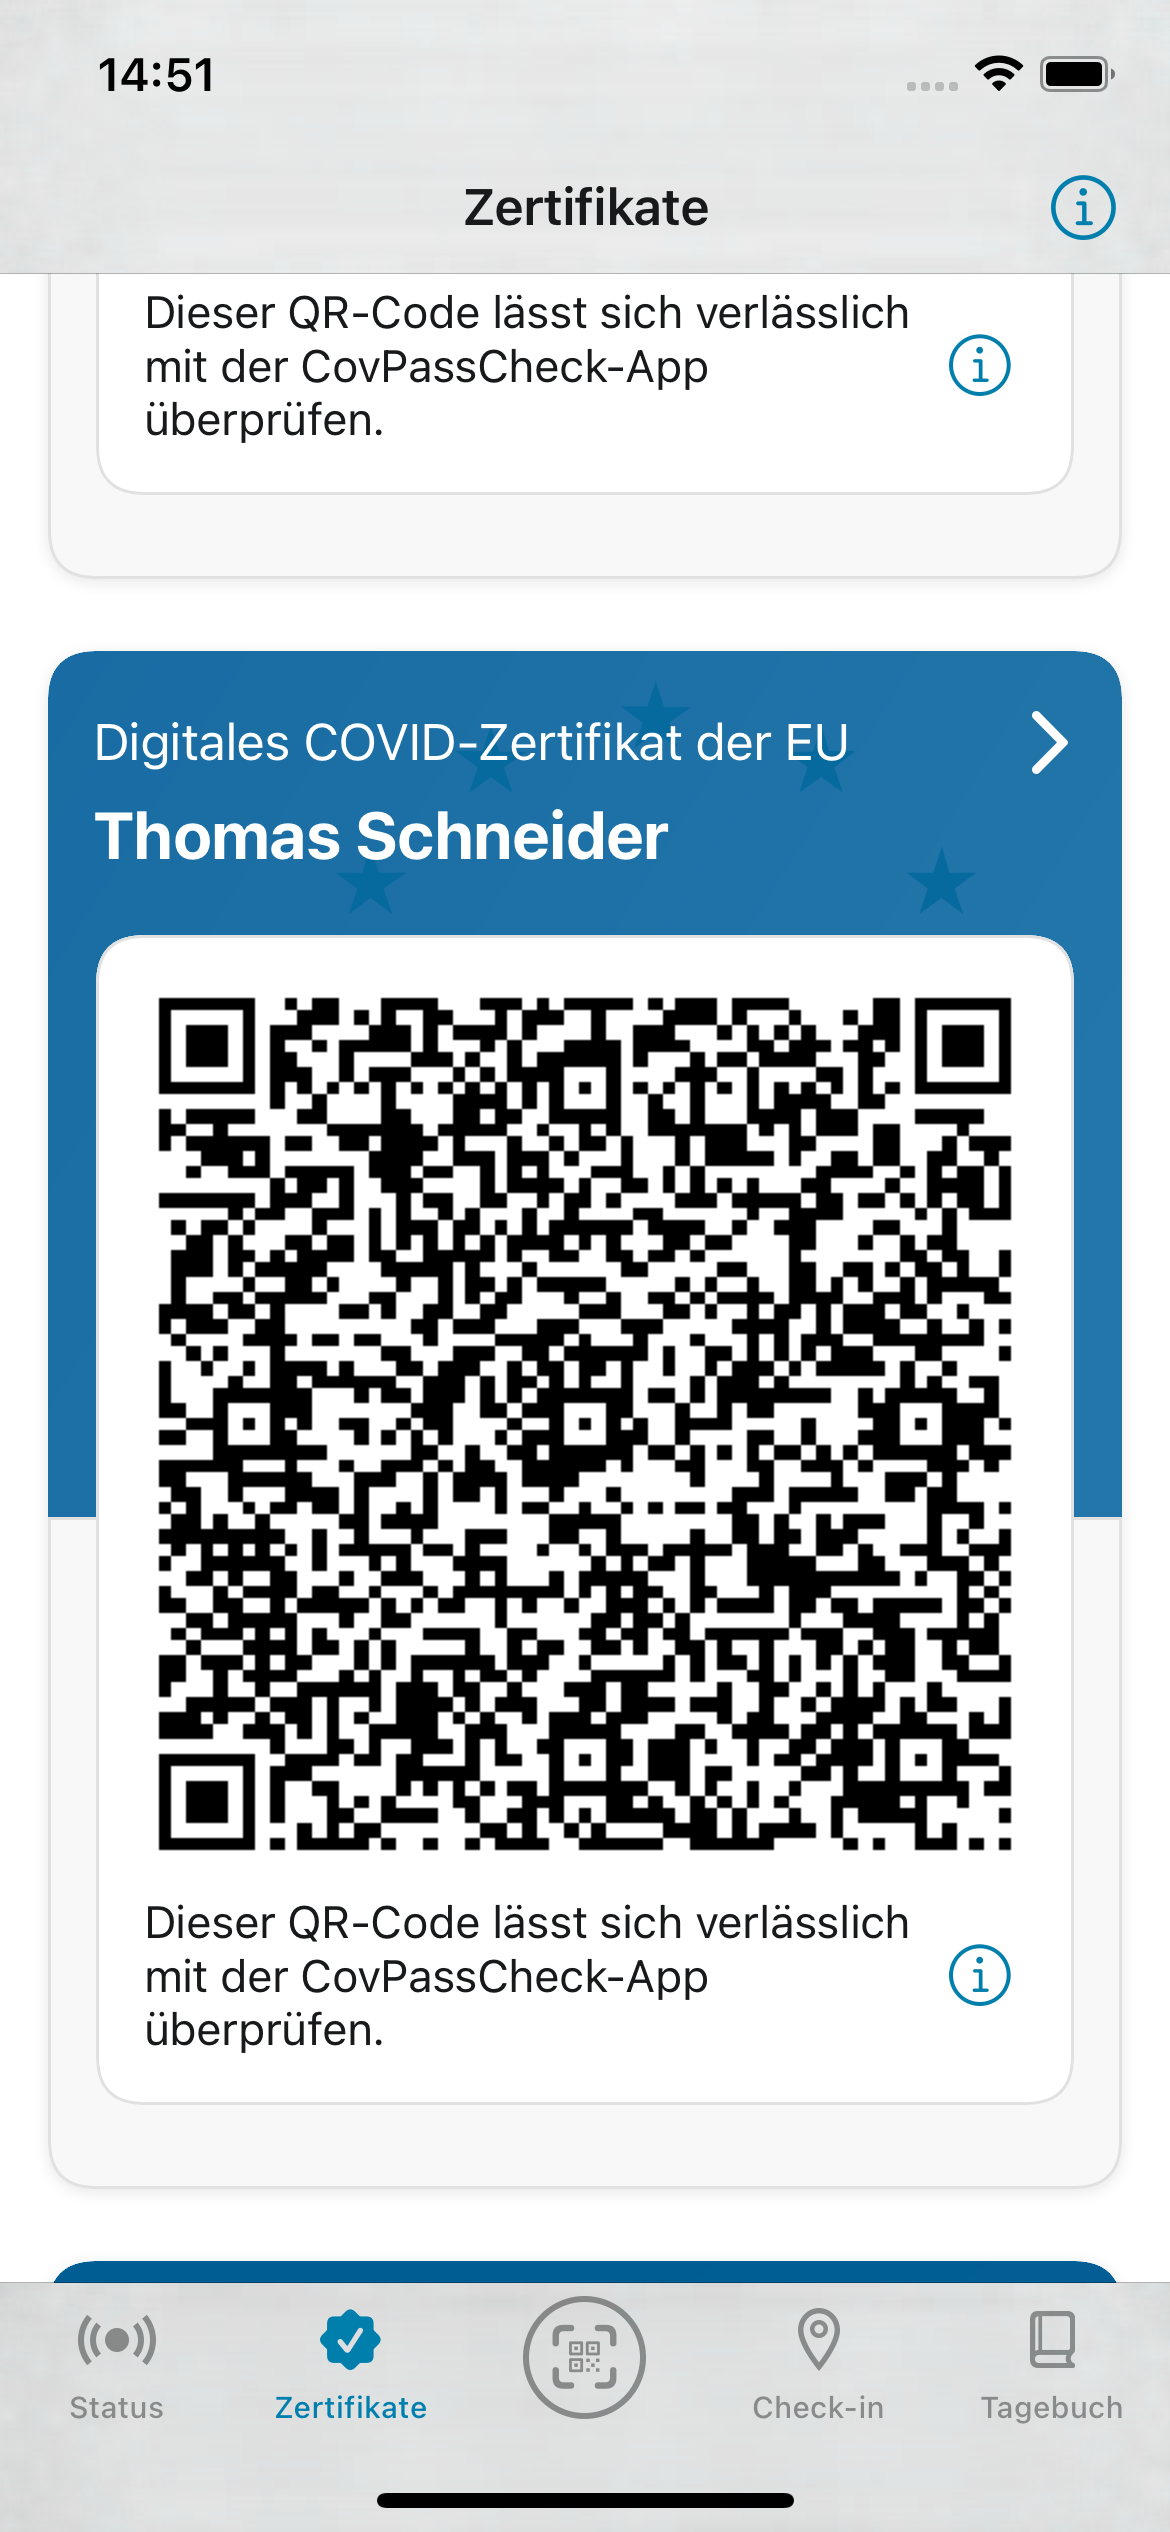 14:51
Zertifikate
Dieser QR-Code lässt sich verlässlich
mit der CovPassCheck-App
überprüfen.
Digitales COVID-Zertifikat der EU
Thomas Schneider
Dieser QR-Code lässt sich verlässlich
mit der CovPassCheck-App
überprüfen.
Status
Zertifikate
Check-in
Tagebuch